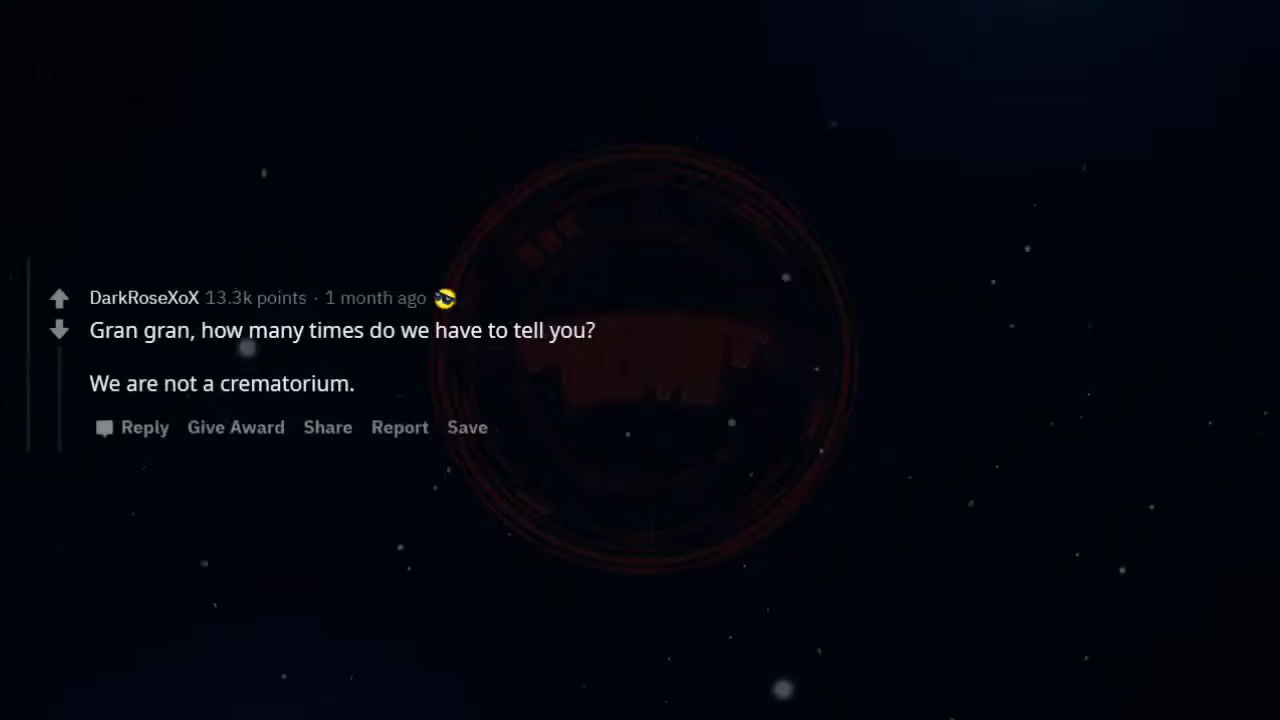 DarkRoseXoX 13.3k points · 1 month ago
Gran gran, how many times do we have to tell you?
We are not a crematorium.
Reply Give Award Share Report Save